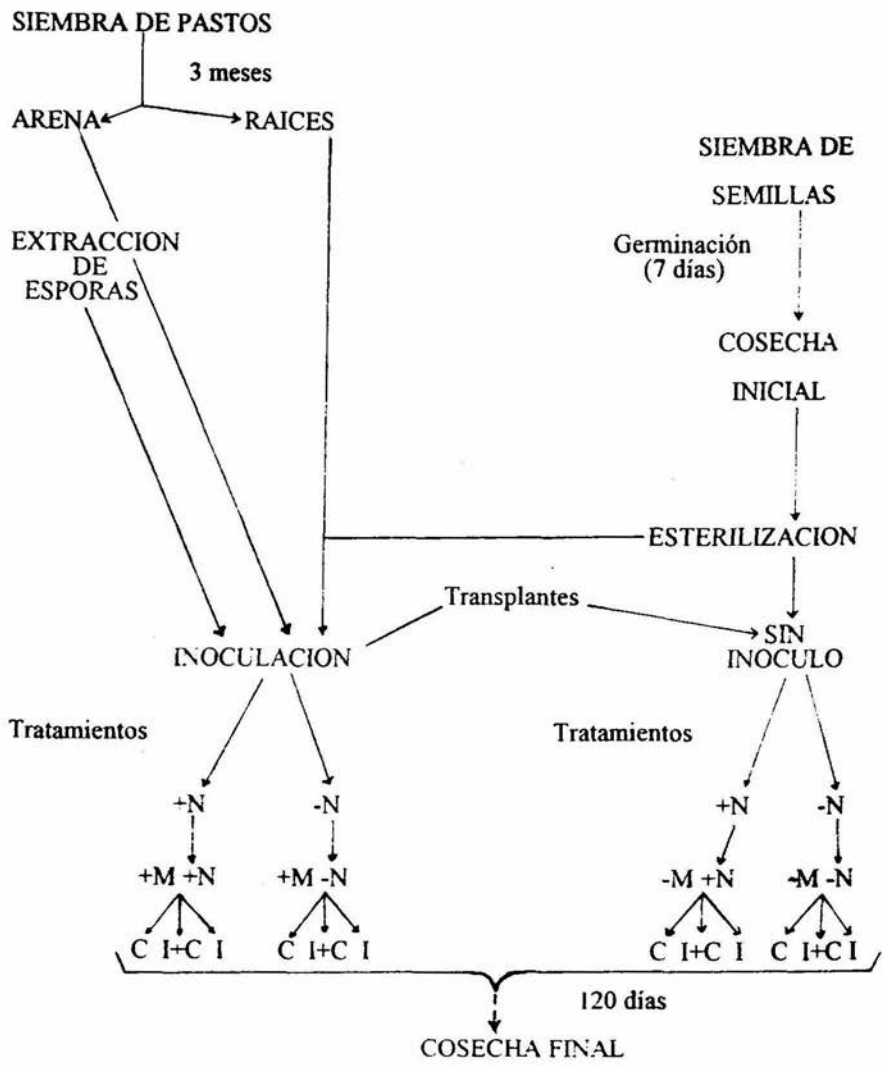 SIEMBRA DE PASTOS
3 meses
ARENA
RAICES
SIEMBRA DE
SEMILLAS
EXTRACCION
DE
ESPORAS
Germinación
(7 días)
COSECHA
INICIAL
ESTERILIZACION
Transplantes
INOCULACION
SIN
INOCULO
Tratamientos
Tratamientos
+N
-N
+N
-N
+M +N
+M -N
-M +N
-M -N
C I+C I
C I+C I
C I+C I
C I+C I
120 días
COSECHA FINAL